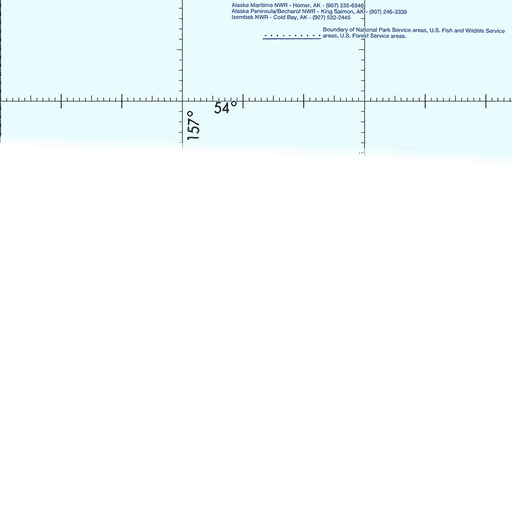 Alaska Maritime NWR - Homer, AK - (907) 235-6546
Alaska Peninsula/Becharof NWR - King Salmon, AK - (907) 246-3339
Izembek NWR - Cold Bay, AK - (907) 532-2445
Boundary of National Park Service areas, U.S. Fish and Wildlife Service
areas, U.S. Forest Service areas.
54°
157°